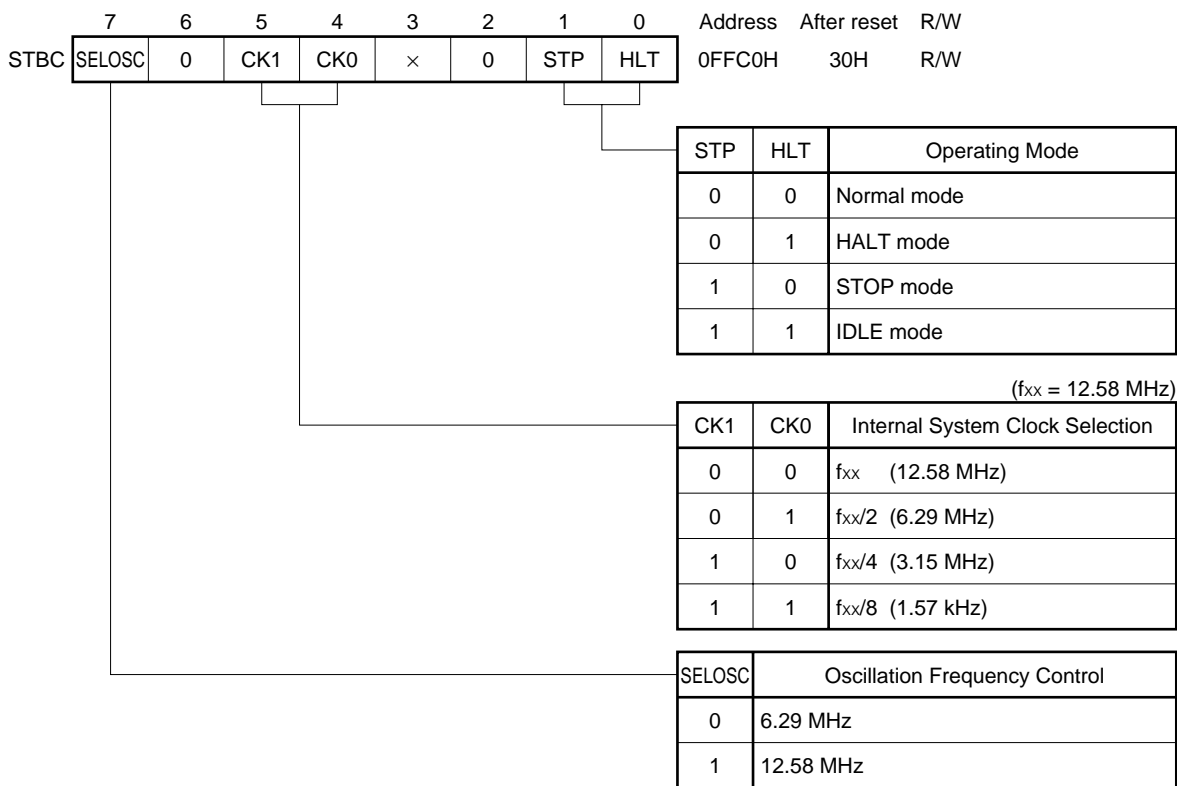 7 6 5 4 3 2 1 0 Address After reset R/W
STBC SELOSC 0 CK1 CK0 × 0 STP HLT 0FFC0H 30H R/W
STP HLT Operating Mode
0 0 Normal mode
0 1 HALT mode
1 0 STOP mode
1 1 IDLE mode
(fxx = 12.58 MHz)
CK1 CK0 Internal System Clock Selection
0 0 fxx (12.58 MHz)
0 1 fxx/2 (6.29 MHz)
1 0 fxx/4 (3.15 MHz)
1 1 fxx/8 (1.57 kHz)
SELOSC Oscillation Frequency Control
0 6.29 MHz
1 12.58 MHz